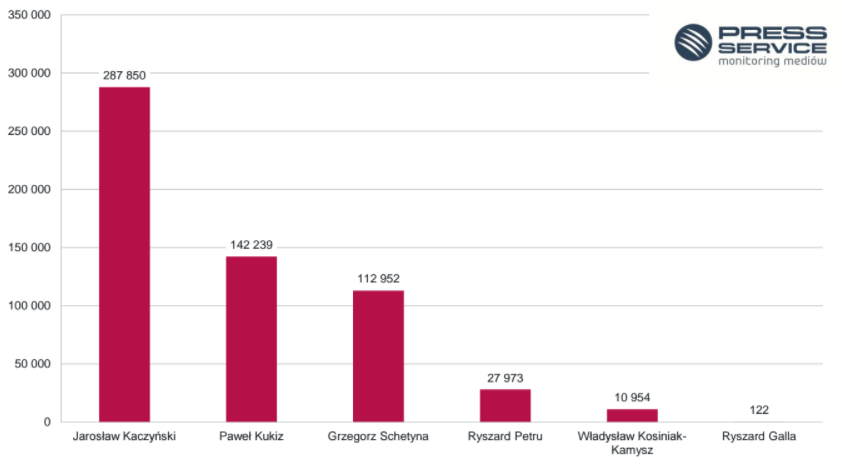 350 000
PRESS
SERVICE
monitoring mediów
300 000
287 850
250 000
200 000
150 000
142 239
112 952
100 000
50 000
27 973
10 954
122
0
Jarosław Kaczyński
Paweł Kukiz
Grzegorz Schetyna
Ryszard Petru
Władysław Kosiniak-
Kamysz
Ryszard Galla